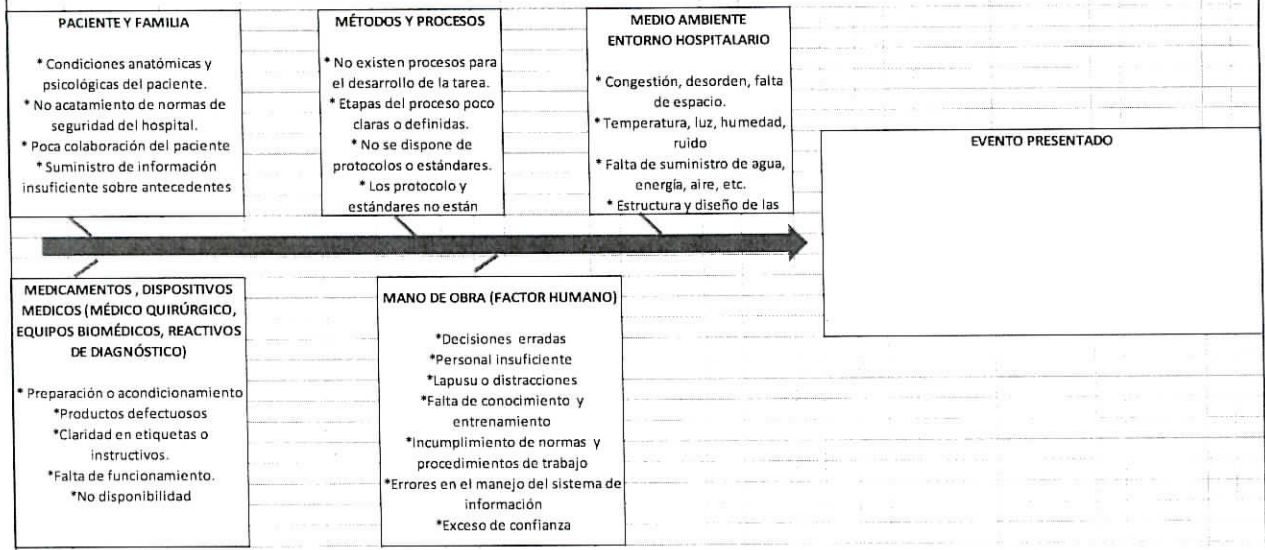 PACIENTE Y FAMILIA
* Condiciones anatómicas y
psicológicas del paciente.
* No acatamiento de normas de
seguridad del hospital.
* Poca colaboración del paciente
* Suministro de información
insuficiente sobre antecedentes
MÉTODOS Y PROCESOS
* No existen procesos para
el desarrollo de la tarea.
* Etapas del proceso poco
claras o definidas.
* No se dispone de
protocolos o estándares.
* Los protocolo y
estándares no están
MEDIO AMBIENTE
ENTORNO HOSPITALARIO
* Congestión, desorden, falta
de espacio.
* Temperatura, luz, humedad,
ruido
* Falta de suministro de agua,
energía, aire, etc.
* Estructura y diseño de las
EVENTO PRESENTADO
MEDICAMENTOS , DISPOSITIVOS
MEDICOS (MÉDICO QUIRÚRGICO,
EQUIPOS BIOMÉDICOS, REACTIVOS
DE DIAGNÓSTICO)
* Preparación o acondicionamiento
*Productos defectuosos
*Claridad en etiquetas o
instructivos.
*Falta de funcionamiento.
*No disponibilidad
MANO DE OBRA (FACTOR HUMANO)
*Decisiones erradas
*Personal insuficiente
*Lapusu o distracciones
*Falta de conocimiento y
entrenamiento
*Incumplimiento de normas y
procedimientos de trabajo
*Errores en el manejo del sistema de
información
*Exceso de confianza